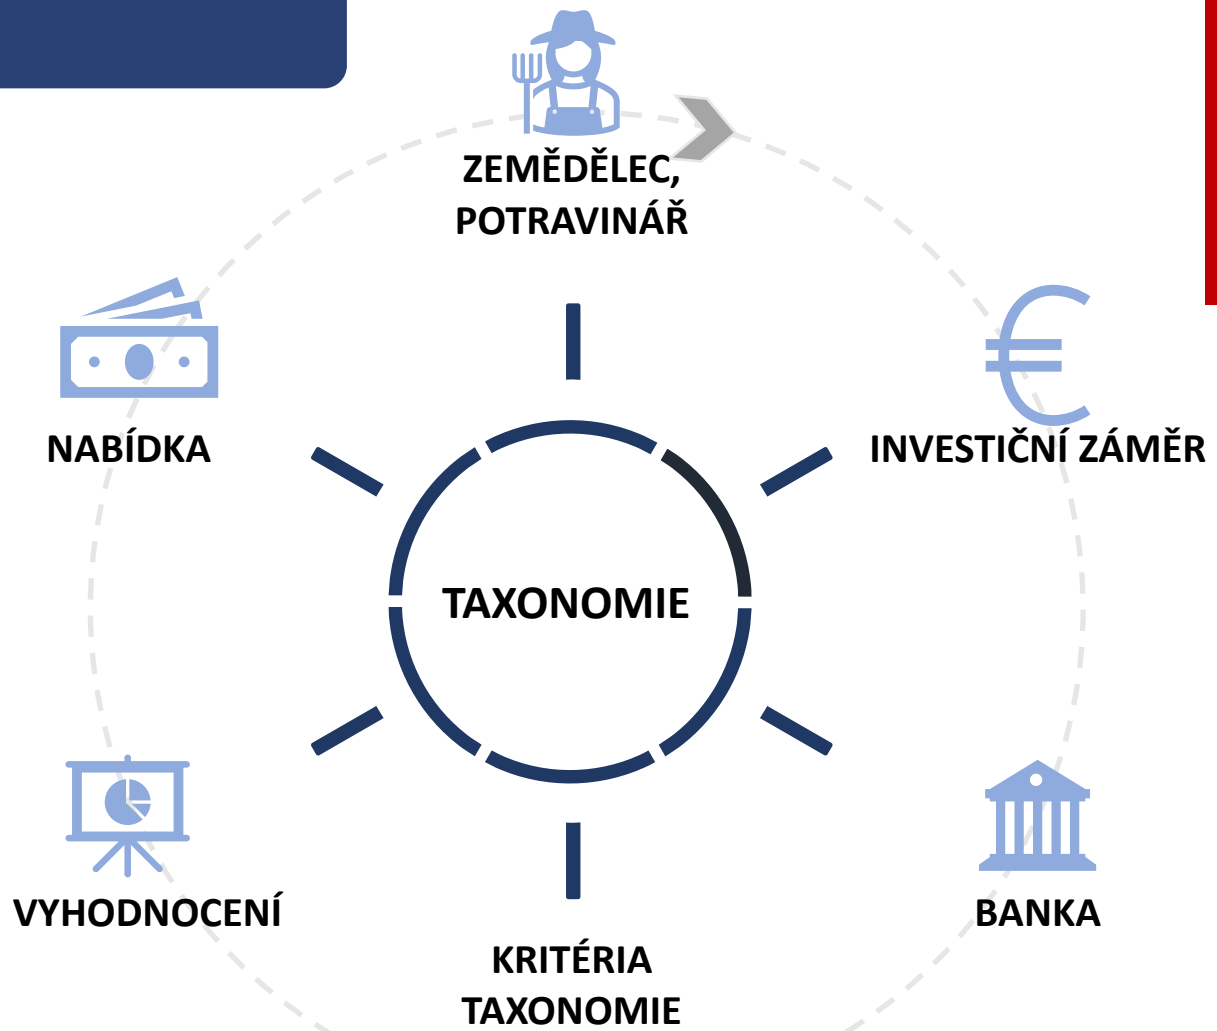 ZEMĚDĚLEC,
POTRAVINÁŘ
NABÍDKA
INVESTIČNÍ ZÁMĚR
TAXONOMIE
VYHODNOCENÍ
BANKA
KRITÉRIA
TAXONOMIE